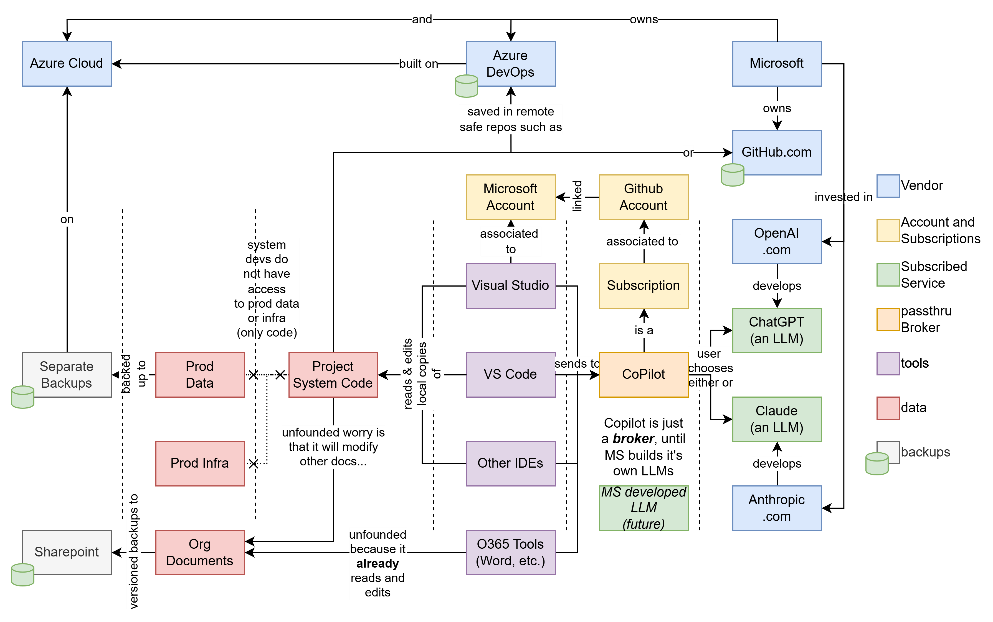 and
owns
Azure Cloud
built on
Azure
DevOps
Microsoft
saved in remote
safe repos such as
owns
or
GitHub.com
on
Microsoft
Account
linked
Github
Account
invested in
Vendor
Account and
Subscriptions
Subscribed
Service
passthru
Broker
tools
data
backups
system
devs do
not have
access
to prod data
or infra
(only code)
associated
to
associated to
OpenAI
.com
develops
Visual Studio
Subscription
is a
ChatGPT
(an LLM)
Separate
Backups
backed
up to
Prod
Data
Project
System Code
reads & edits
local copies
of
VS Code
sends to
CoPilot
user
chooses
either or
Claude
(an LLM)
unfounded worry is
that it will modify
other docs...
Copilot is just
a broker, until
MS builds it's
own LLMs
Prod Infra
Other IDEs
develops
MS developed
LLM
(future)
Anthropic
.com
Sharepoint
versioned backups to
Org
Documents
unfounded
because it
already
reads and
edits
O365 Tools
(Word, etc.)